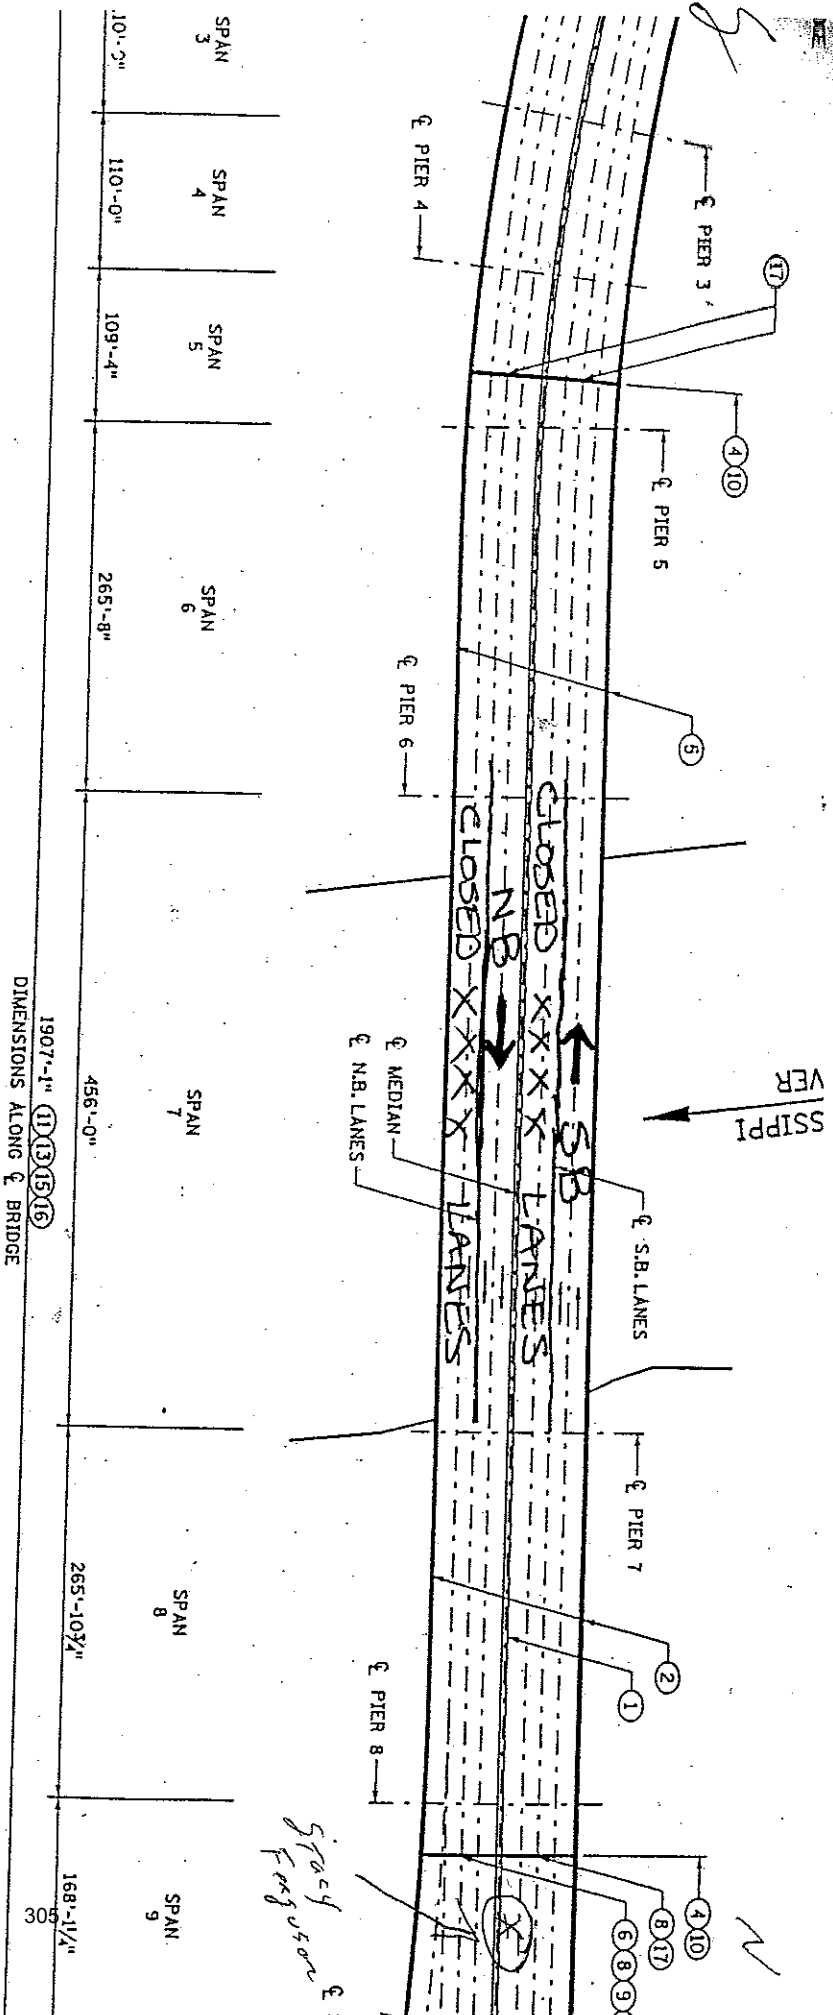 SPAN
3
SPAN
4
SPAN
5
SPAN
6
SPAN
7
SPAN
8
SPAN
9
110'-0"
109'-4"
265'-8"
456'-0"
265'-10¾"
168'-1¼"
1907'-1" 11 13 15 16
DIMENSIONS ALONG ℄ BRIDGE
305
℄ PIER 3
℄ PIER 4
℄ PIER 5
℄ PIER 6
℄ PIER 7
℄ PIER 8
17
4 10
5
2
1
4 10
8 17
6 8 9
SSIPPI
VER
℄ S.B. LANES
℄ MEDIAN
℄ N.B. LANES
SB
CLOSED XXXX LANES
NB
CLOSED XXXX LANES
X
Stacy
Ferguson